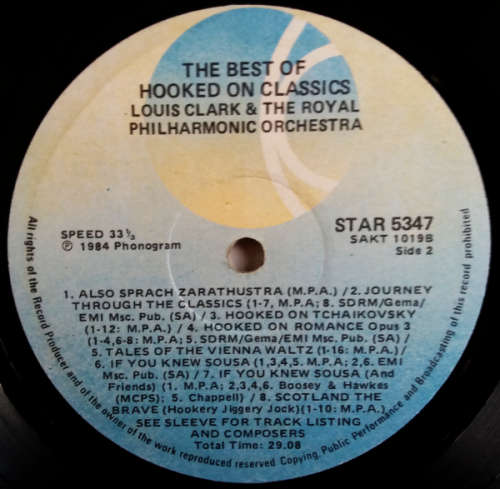 THE BEST OF
HOOKED ON CLASSICS
LOUIS CLARK & THE ROYAL
PHILHARMONIC ORCHESTRA
SPEED 33⅓
℗ 1984 Phonogram
STAR 5347
SAKT 1019B
Side 2
1. ALSO SPRACH ZARATHUSTRA (M.P.A.) /2. JOURNEY
THROUGH THE CLASSICS (1-7, M.P.A; 8. SDRM/Gema/
EMI Msc. Pub. (SA) / 3. HOOKED ON TCHAIKOVSKY
(1-12: M.P.A.) / 4. HOOKED ON ROMANCE Opus 3
(1-4,6-8: M.P.A; 5. SDRM/Gema/EMI Msc. Pub. (SA) /
5. TALES OF THE VIENNA WALTZ (1-16: M.P.A.) /
6. IF YOU KNEW SOUSA (1,3,4,5 M.P.A: 2,6. EMI
Msc. Pub. (SA) / 7. IF YOU KNEW SOUSA (And
Friends) (1. M.P.A; 2,3,4,6. Boosey & Hawkes
(MCPS); 5. Chappell) / 8. SCOTLAND THE
BRAVE (Hookery Jiggery Jock)(1-10: M.P.A.)
SEE SLEEVE FOR TRACK LISTING
AND COMPOSERS
Total Time: 29.08
All rights of the Record Producer and of the owner of the work reproduced reserved Copying, Public Performance and Broadcasting of this record prohibited